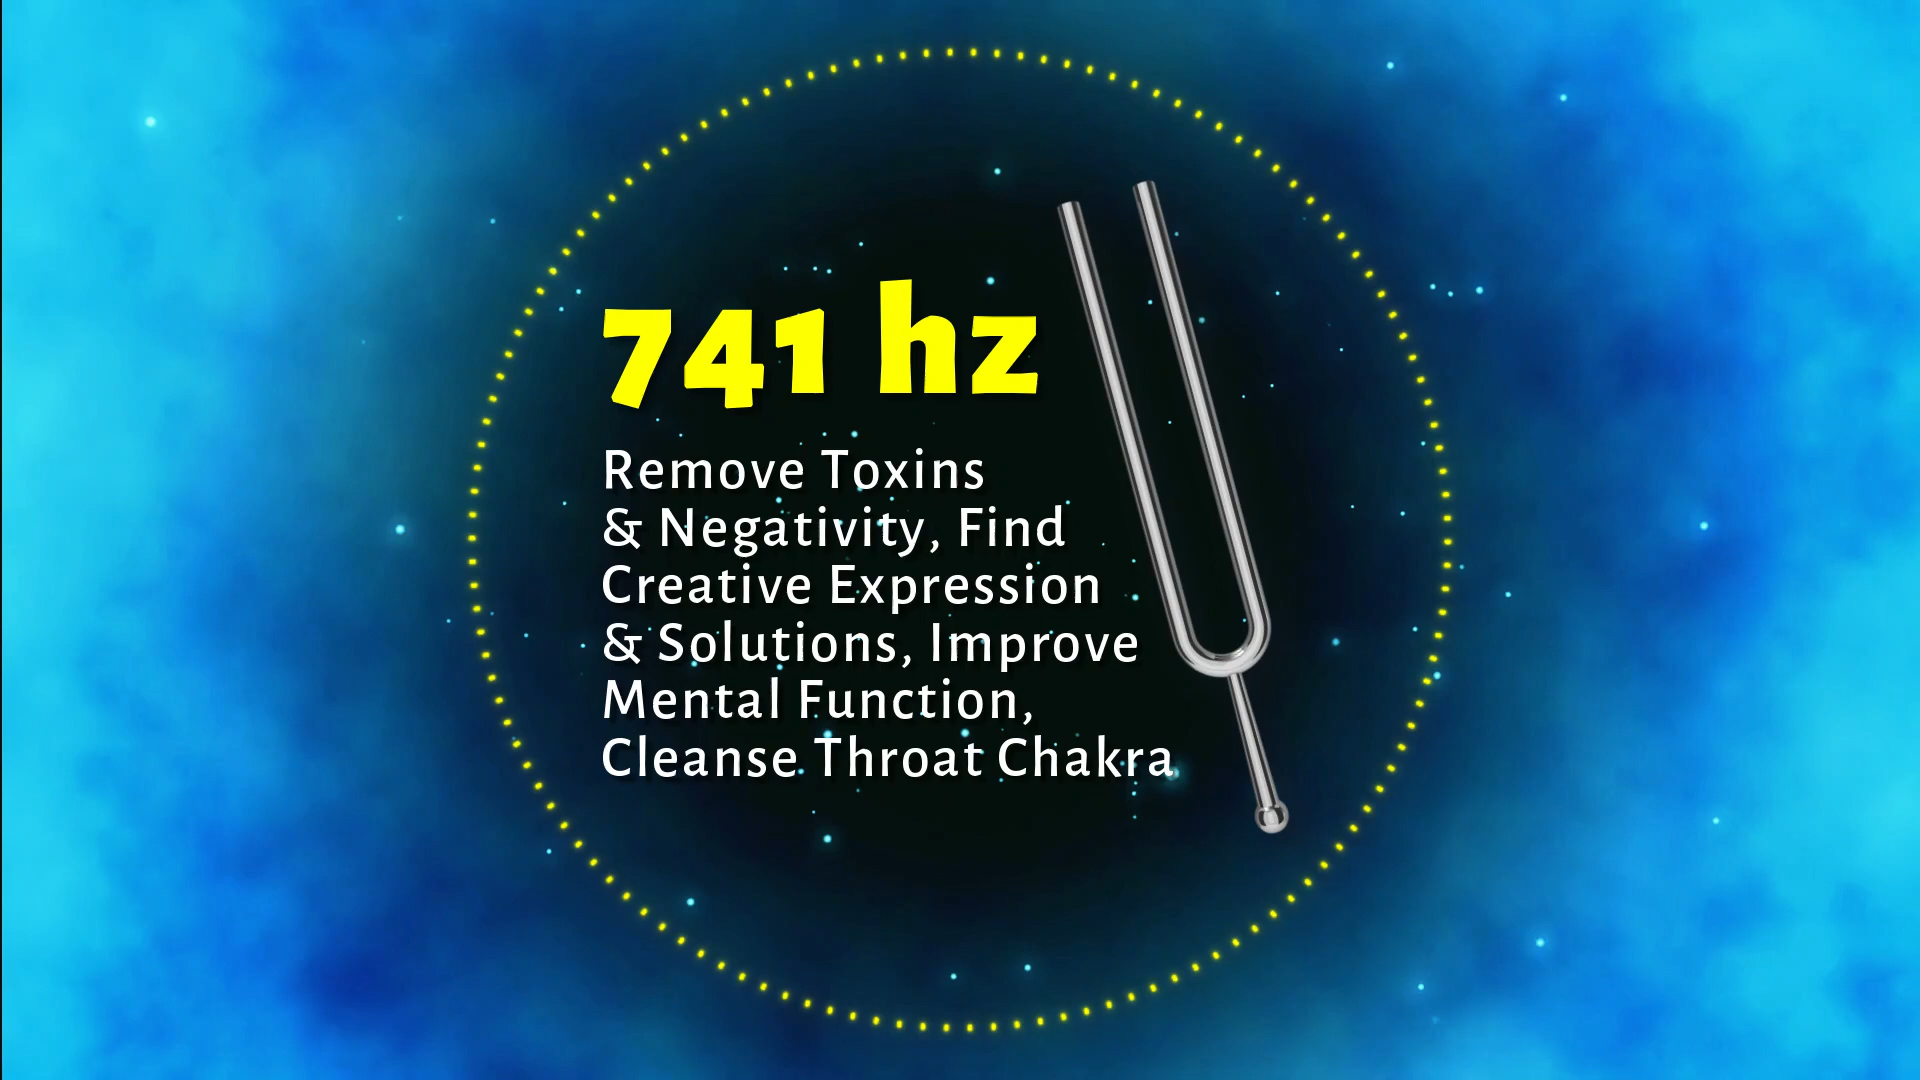 741 hz
Remove Toxins
& Negativity, Find
Creative Expression
& Solutions, Improve
Mental Function,
Cleanse Throat Chakra